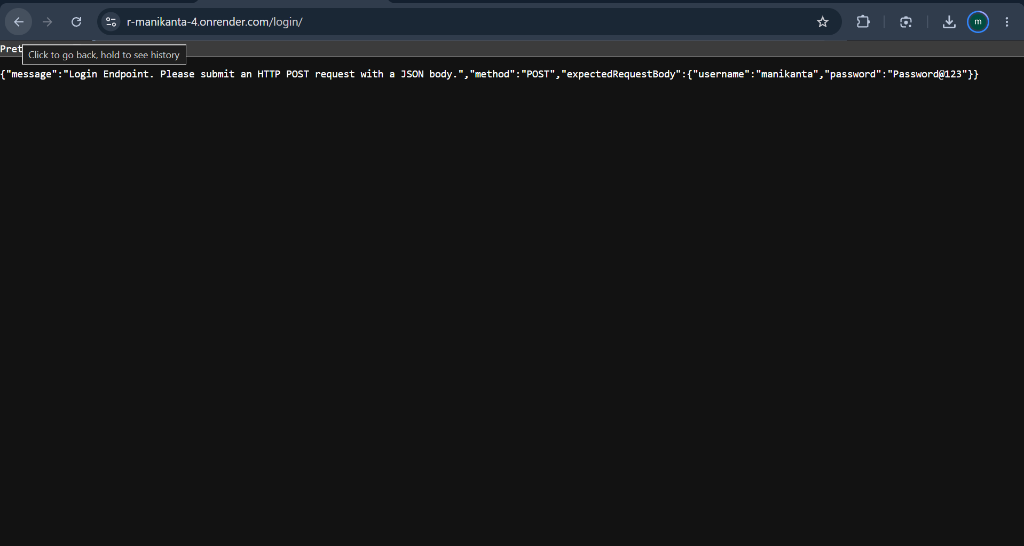 r-manikanta-4.onrender.com/login/
m
Pret
Click to go back, hold to see history
{"message":"Login Endpoint. Please submit an HTTP POST request with a JSON body.","method":"POST","expectedRequestBody":{"username":"manikanta","password":"Password@123"}}